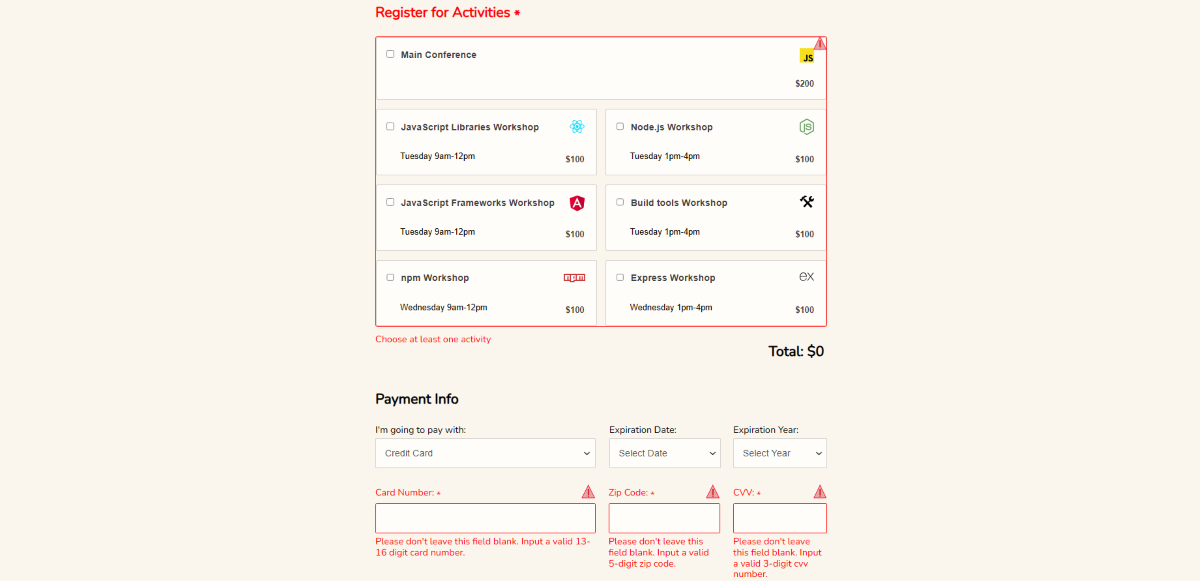 Register for Activities *
Main Conference
JS
$200
JavaScript Libraries Workshop
Tuesday 9am-12pm
$100
Node.js Workshop
JS
Tuesday 1pm-4pm
$100
JavaScript Frameworks Workshop
A
Tuesday 9am-12pm
$100
Build tools Workshop
Tuesday 1pm-4pm
$100
npm Workshop
npm
Wednesday 9am-12pm
$100
Express Workshop
ex
Wednesday 1pm-4pm
$100
Choose at least one activity
Total: $0
Payment Info
I'm going to pay with:
Credit Card
Expiration Date:
Select Date
Expiration Year:
Select Year
Card Number: *
Please don't leave this field blank. Input a valid 13-
16 digit card number.
Zip Code: *
Please don't leave this
field blank. Input a valid
5-digit zip code.
CVV: *
Please don't leave
this field blank. Input
a valid 3-digit cvv
number.